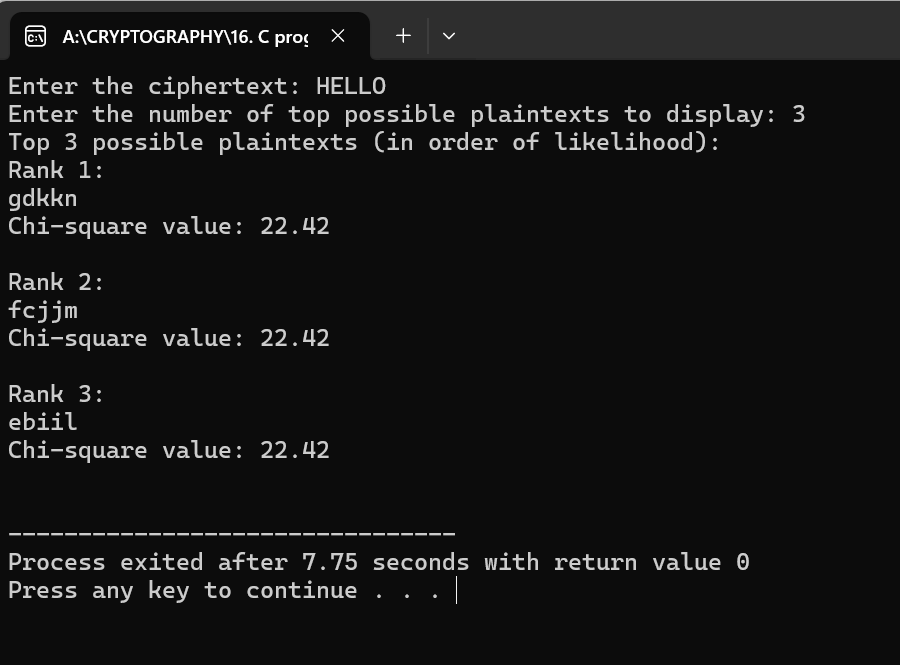 A:\CRYPTOGRAPHY\16. C prog
Enter the ciphertext: HELLO
Enter the number of top possible plaintexts to display: 3
Top 3 possible plaintexts (in order of likelihood):
Rank 1:
gdkkn
Chi-square value: 22.42
Rank 2:
fcjjm
Chi-square value: 22.42
Rank 3:
ebiil
Chi-square value: 22.42
--------------------------------
Process exited after 7.75 seconds with return value 0
Press any key to continue . . .